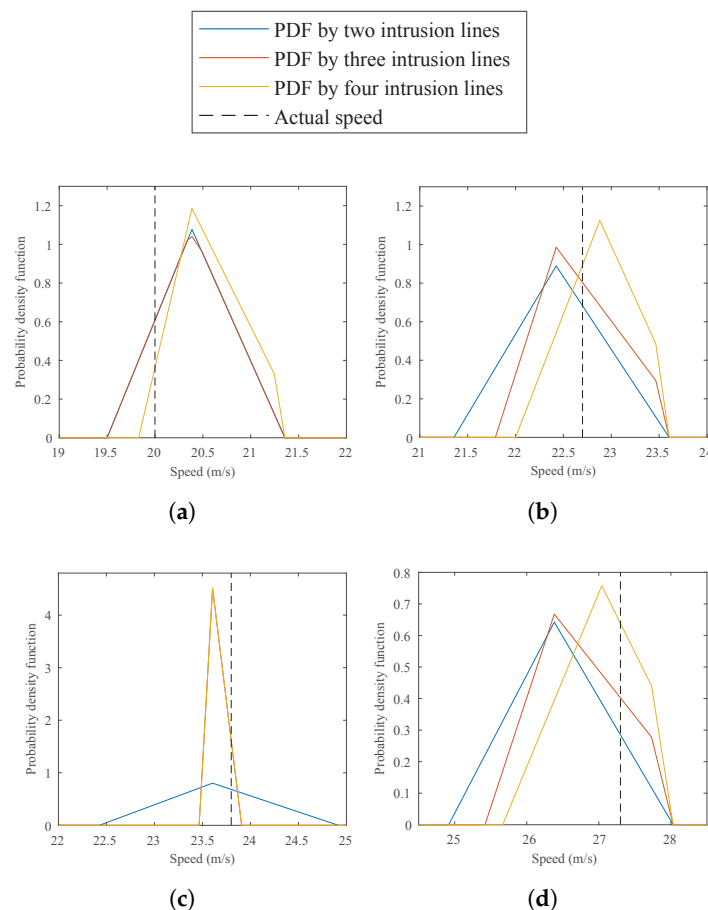 PDF by two intrusion lines
PDF by three intrusion lines
PDF by four intrusion lines
Actual speed
Probability density function
1.2
1
0.8
0.6
0.4
0.2
0
19 19.5 20 20.5 21 21.5 22
Speed (m/s)
(a)
Probability density function
1.2
1
0.8
0.6
0.4
0.2
0
21 21.5 22 22.5 23 23.5 24
Speed (m/s)
(b)
Probability density function
4
3
2
1
0
22 23 24 25
Speed (m/s)
(c)
Probability density function
0.8
0.7
0.6
0.5
0.4
0.3
0.2
0.1
0
25 26 27 28
Speed (m/s)
(d)